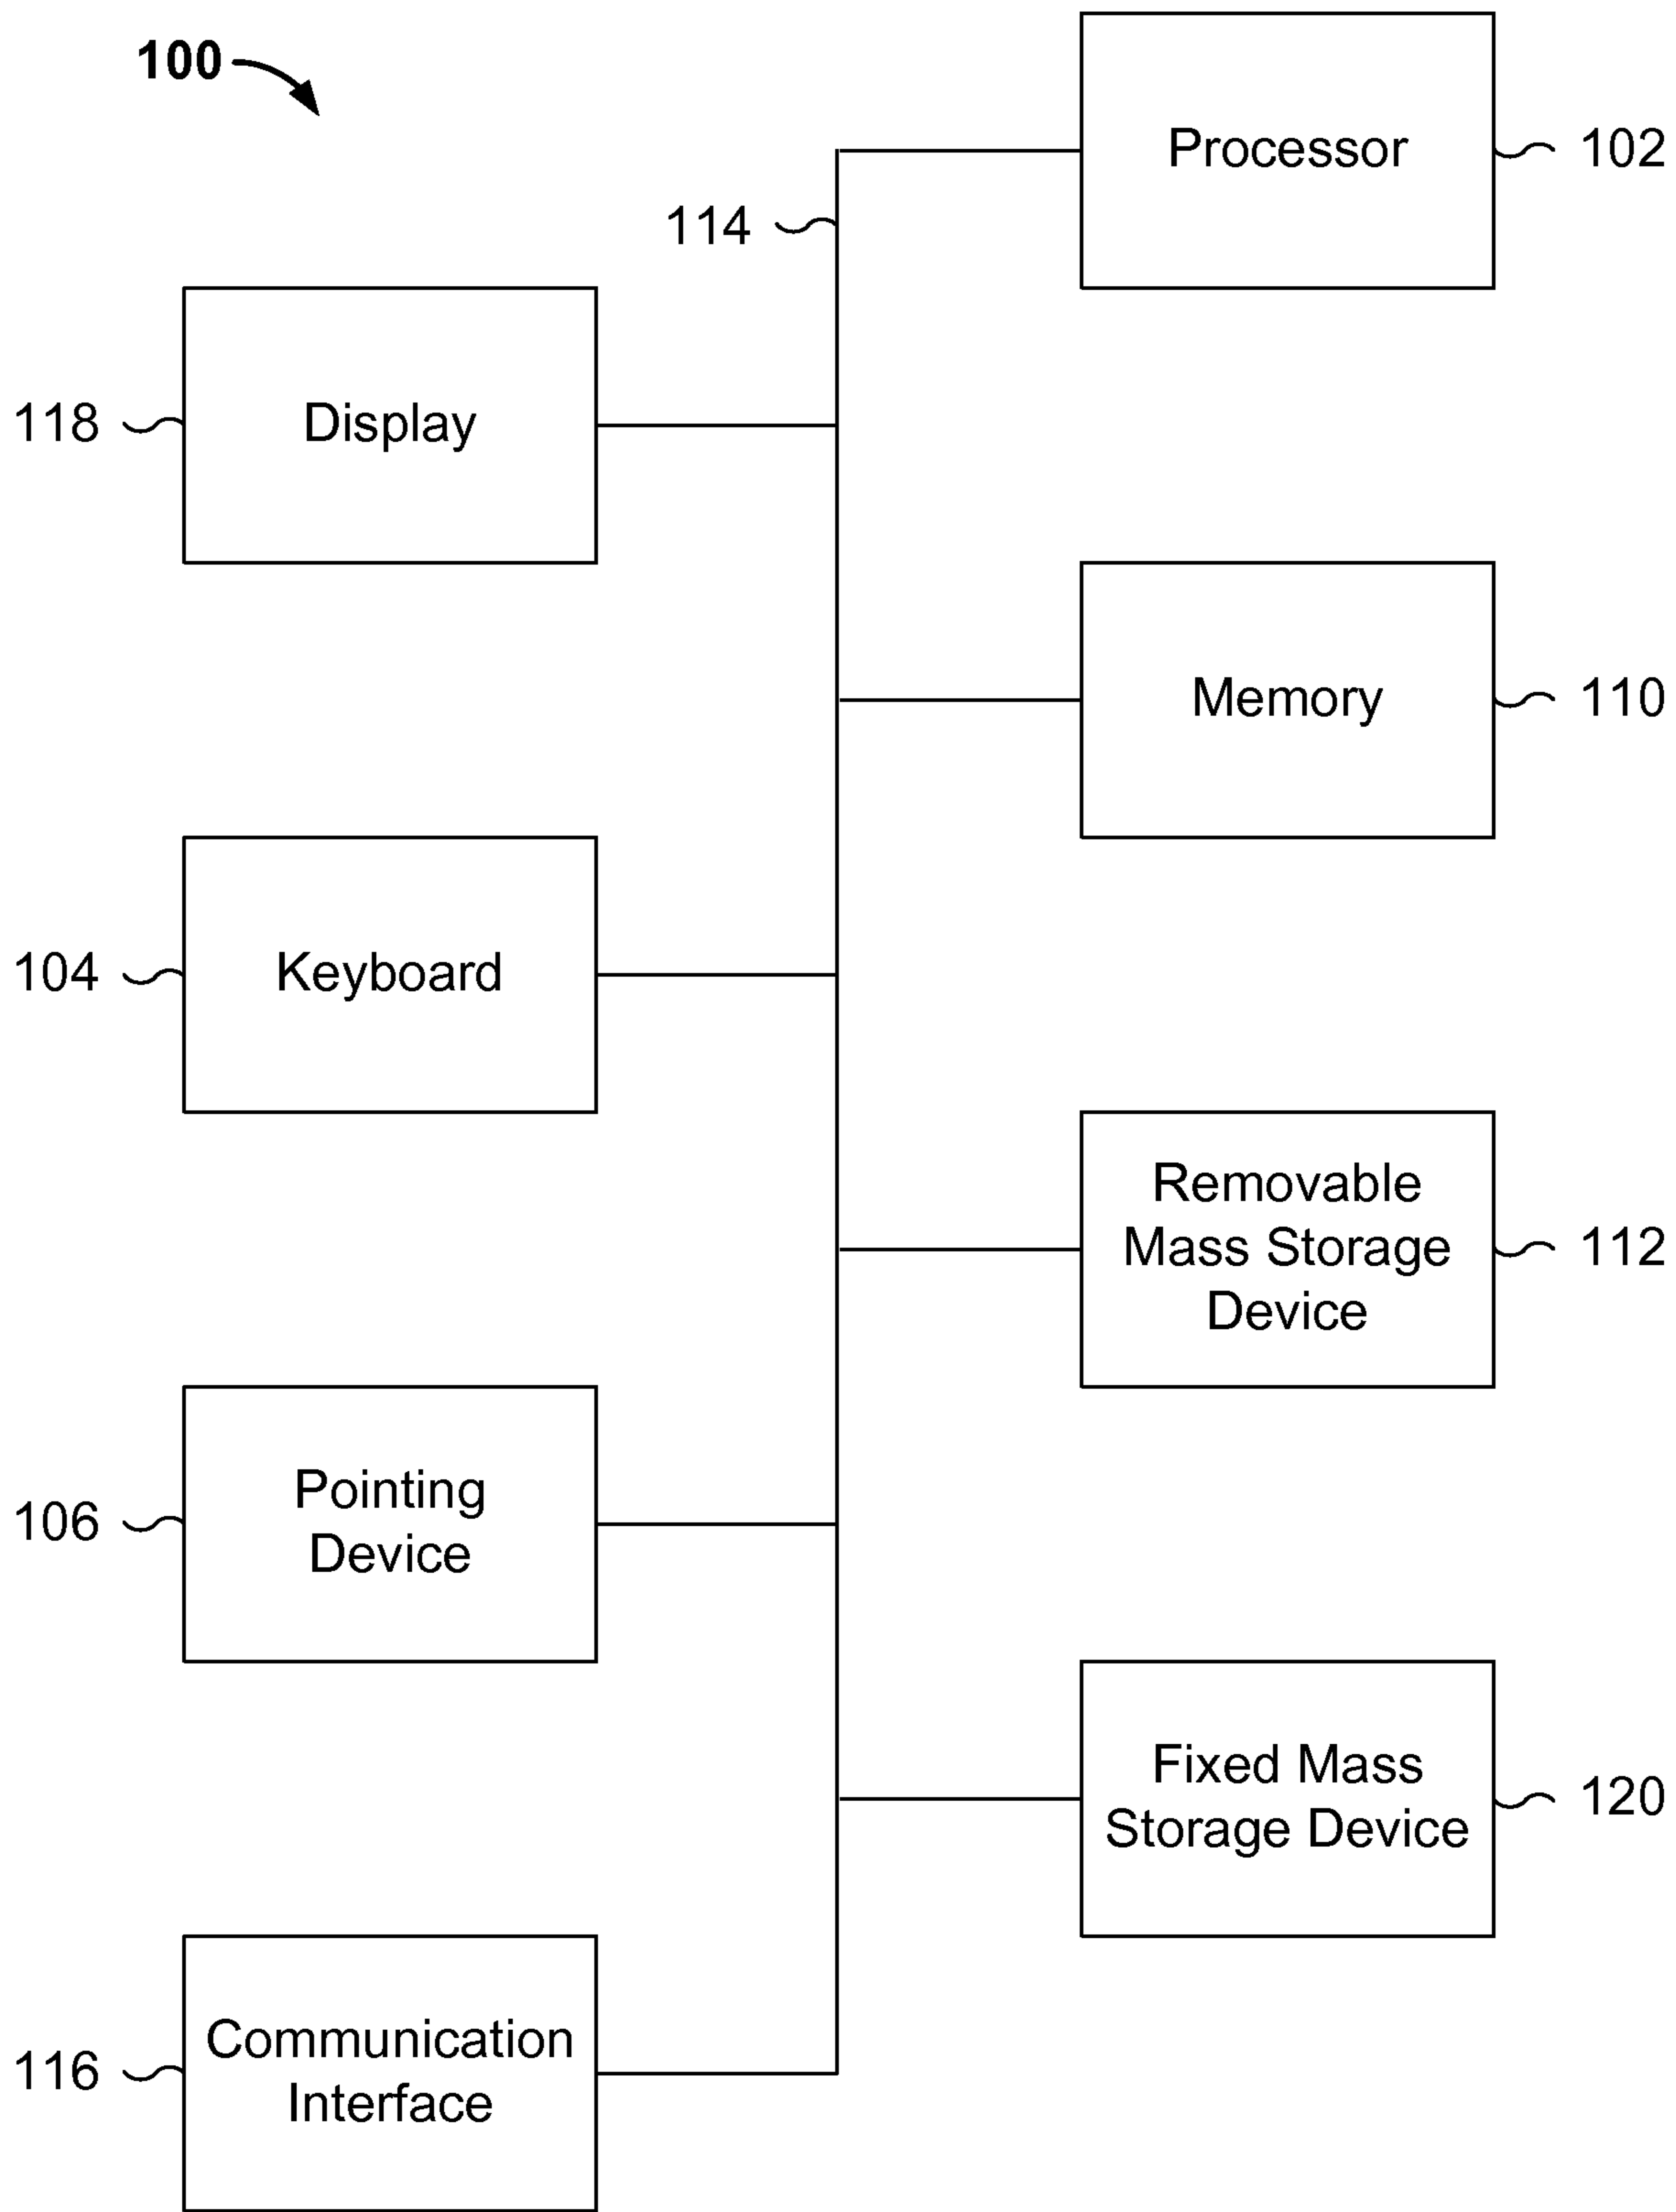 100
Processor
102
114
118
Display
Memory
110
104
Keyboard
Removable
Mass Storage
Device
112
106
Pointing
Device
Fixed Mass
Storage Device
120
116
Communication
Interface